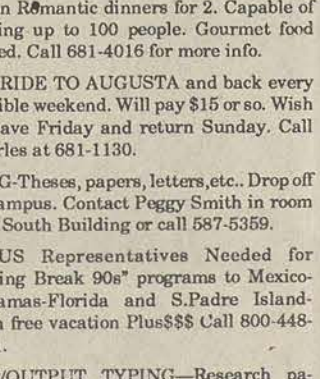 n Romantic dinners for 2. Capable of
ing up to 100 people. Gourmet food
ed. Call 681-4016 for more info.
RIDE TO AUGUSTA and back every
ible weekend. Will pay $15 or so. Wish
ave Friday and return Sunday. Call
rles at 681-1130.
G-Theses, papers, letters,etc.. Drop off
ampus. Contact Peggy Smith in room
South Building or call 587-5359.
US Representatives Needed for
ing Break 90s" programs to Mexico-
amas-Florida and S.Padre Island-
n free vacation Plus$$$ Call 800-448-
.
/OUTPUT TYPING—Research pa-